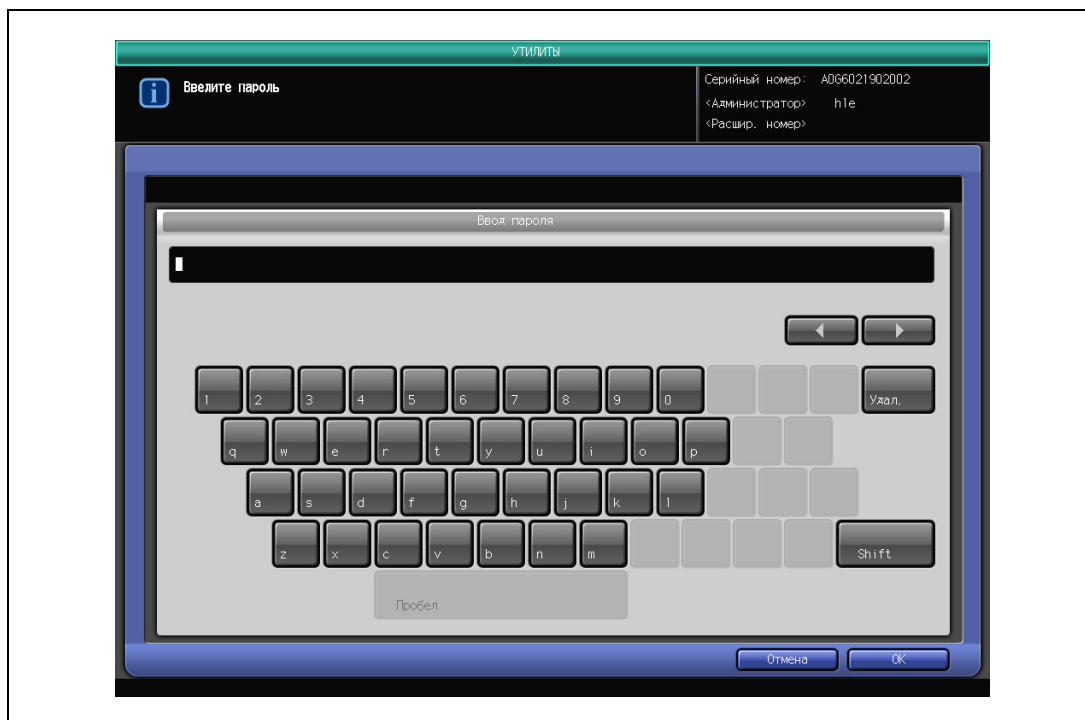 УТИЛИТЫ
Введите пароль
Серийный номер: A0G6021902002
<Администратор> hle
<Расшир. номер>
Ввод пароля
1 2 3 4 5 6 7 8 9 0 Удал.
q w e r t y u i o p
a s d f g h j k l
z x c v b n m Shift
Пробел
Отмена OK